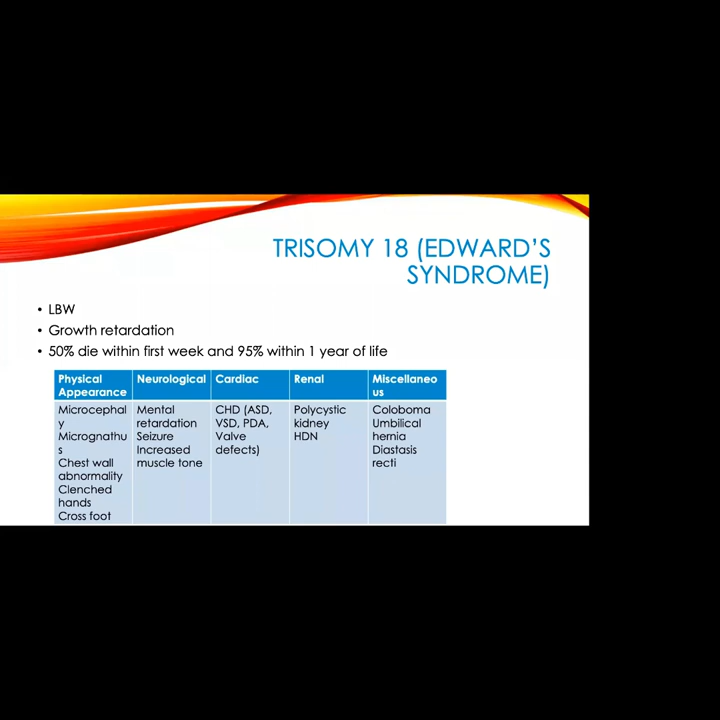 TRISOMY 18 (EDWARD'S
SYNDROME)
• LBW
• Growth retardation
• 50% die within first week and 95% within 1 year of life
Physical
Appearance
Microcephal
y
Micrognathu
s
Chest wall
abnormality
Clenched
hands
Cross foot
Neurological
Mental
retardation
Seizure
Increased
muscle tone
Cardiac
CHD (ASD,
VSD, PDA,
Valve
defects)
Renal
Polycystic
kidney
HDN
Miscellaneo
us
Coloboma
Umbilical
hernia
Diastasis
recti